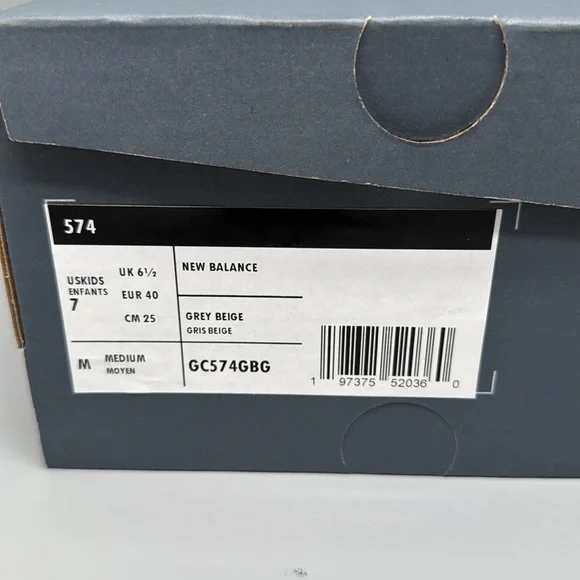 574
USKIDS
ENFANTS
7
UK 6½
EUR 40
CM 25
NEW BALANCE
GREY BEIGE
GRIS BEIGE
M
MEDIUM
MOYEN
GC574GBG
1 97375 52036 0